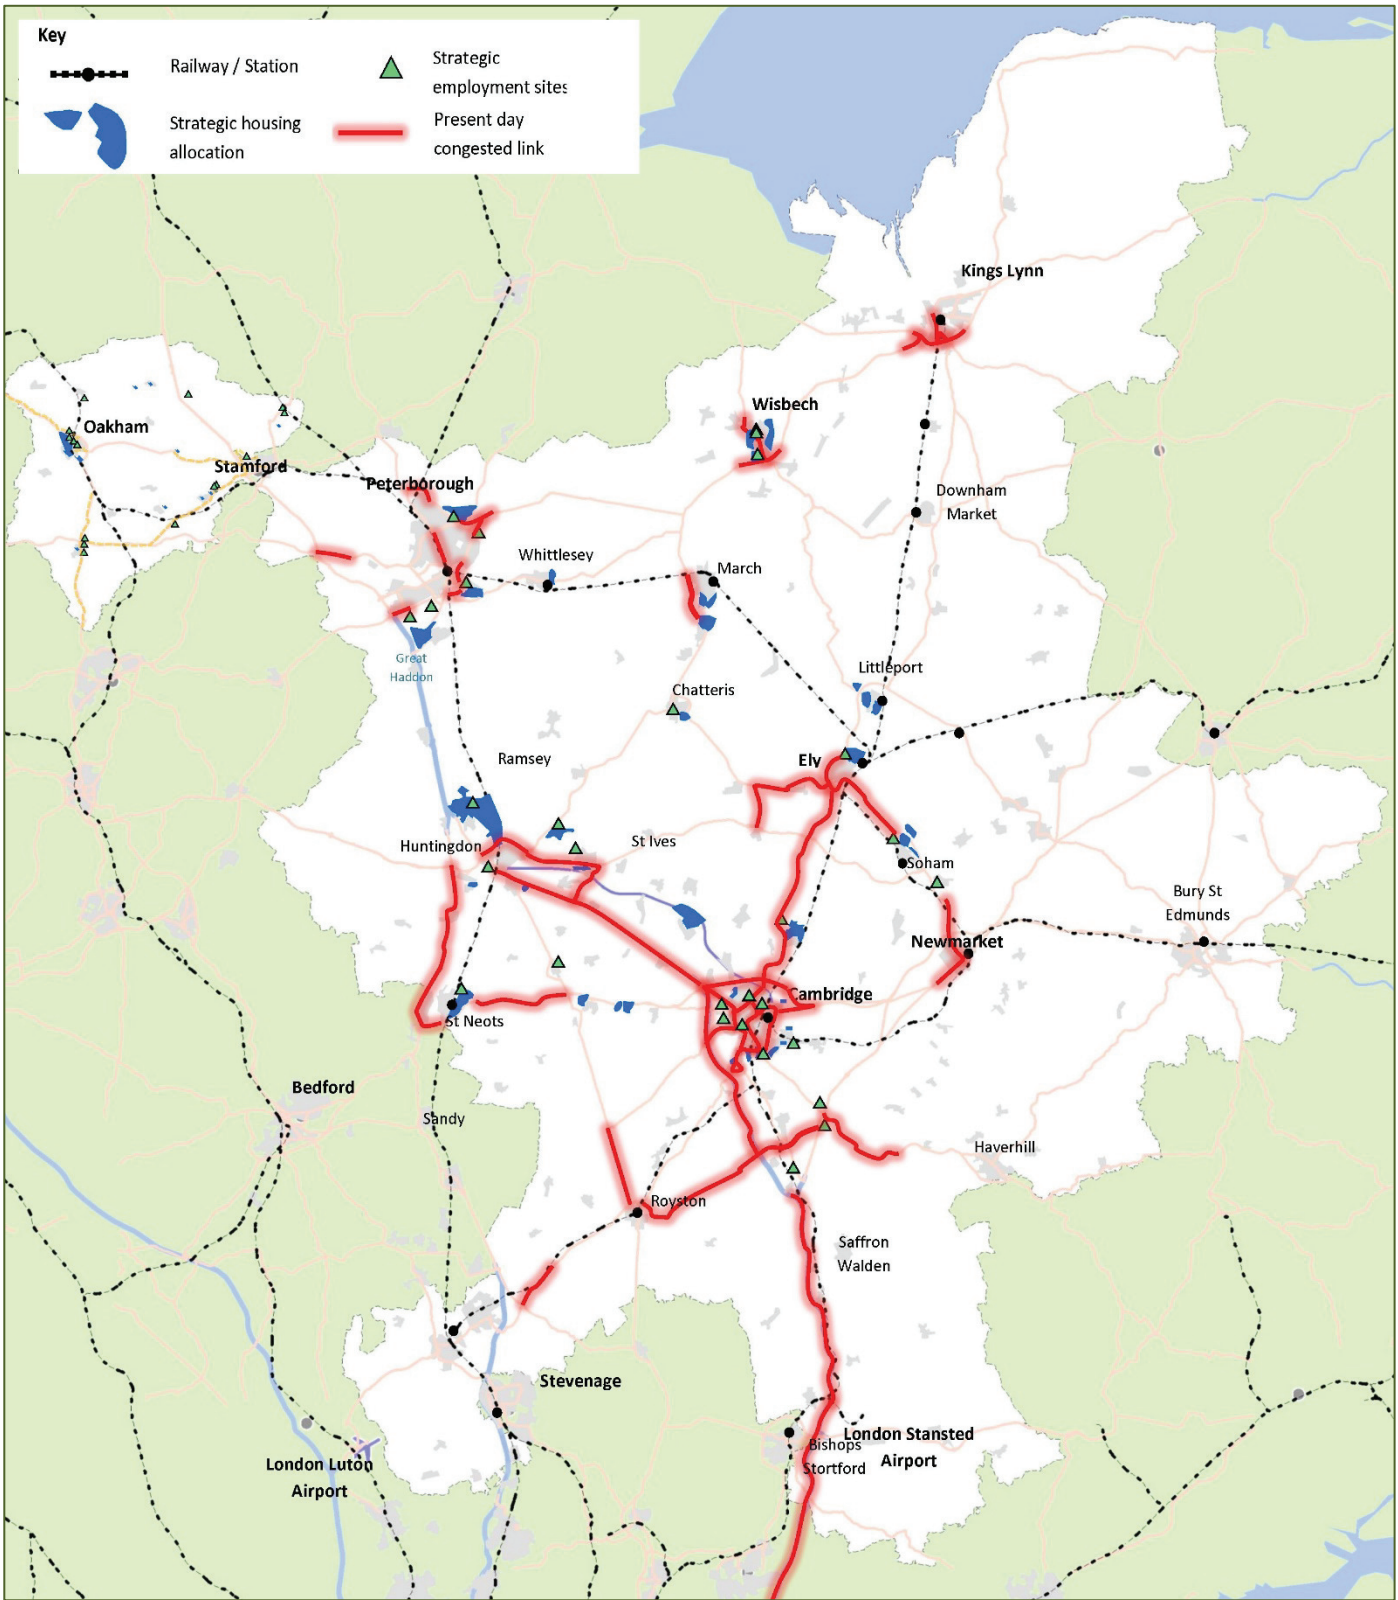 Key
Railway / Station
Strategic
employment sites
Strategic housing
allocation
Present day
congested link
Kings Lynn
Wisbech
Oakham
Stamford
Peterborough
Downham
Market
Whittlesey
March
Great
Haddon
Littleport
Chatteris
Ramsey
Ely
Huntingdon
St Ives
Soham
Bury St
Edmunds
Newmarket
Cambridge
St Neots
Bedford
Sandy
Haverhill
Royston
Saffron
Walden
Stevenage
London Stansted
Airport
Bishops
Stortford
London Luton
Airport